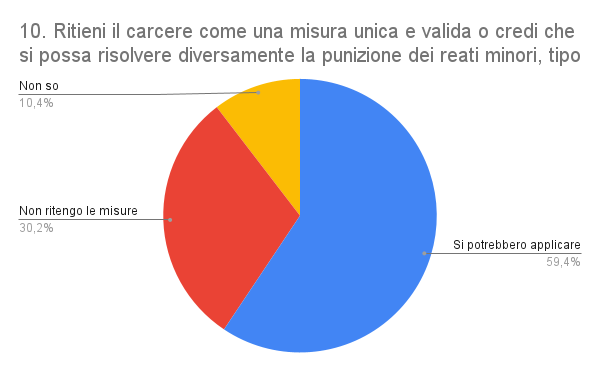 10. Ritieni il carcere come una misura unica e valida o credi che
si possa risolvere diversamente la punizione dei reati minori, tipo
Non so
10,4%
Non ritengo le misure
30,2%
Si potrebbero applicare
59,4%